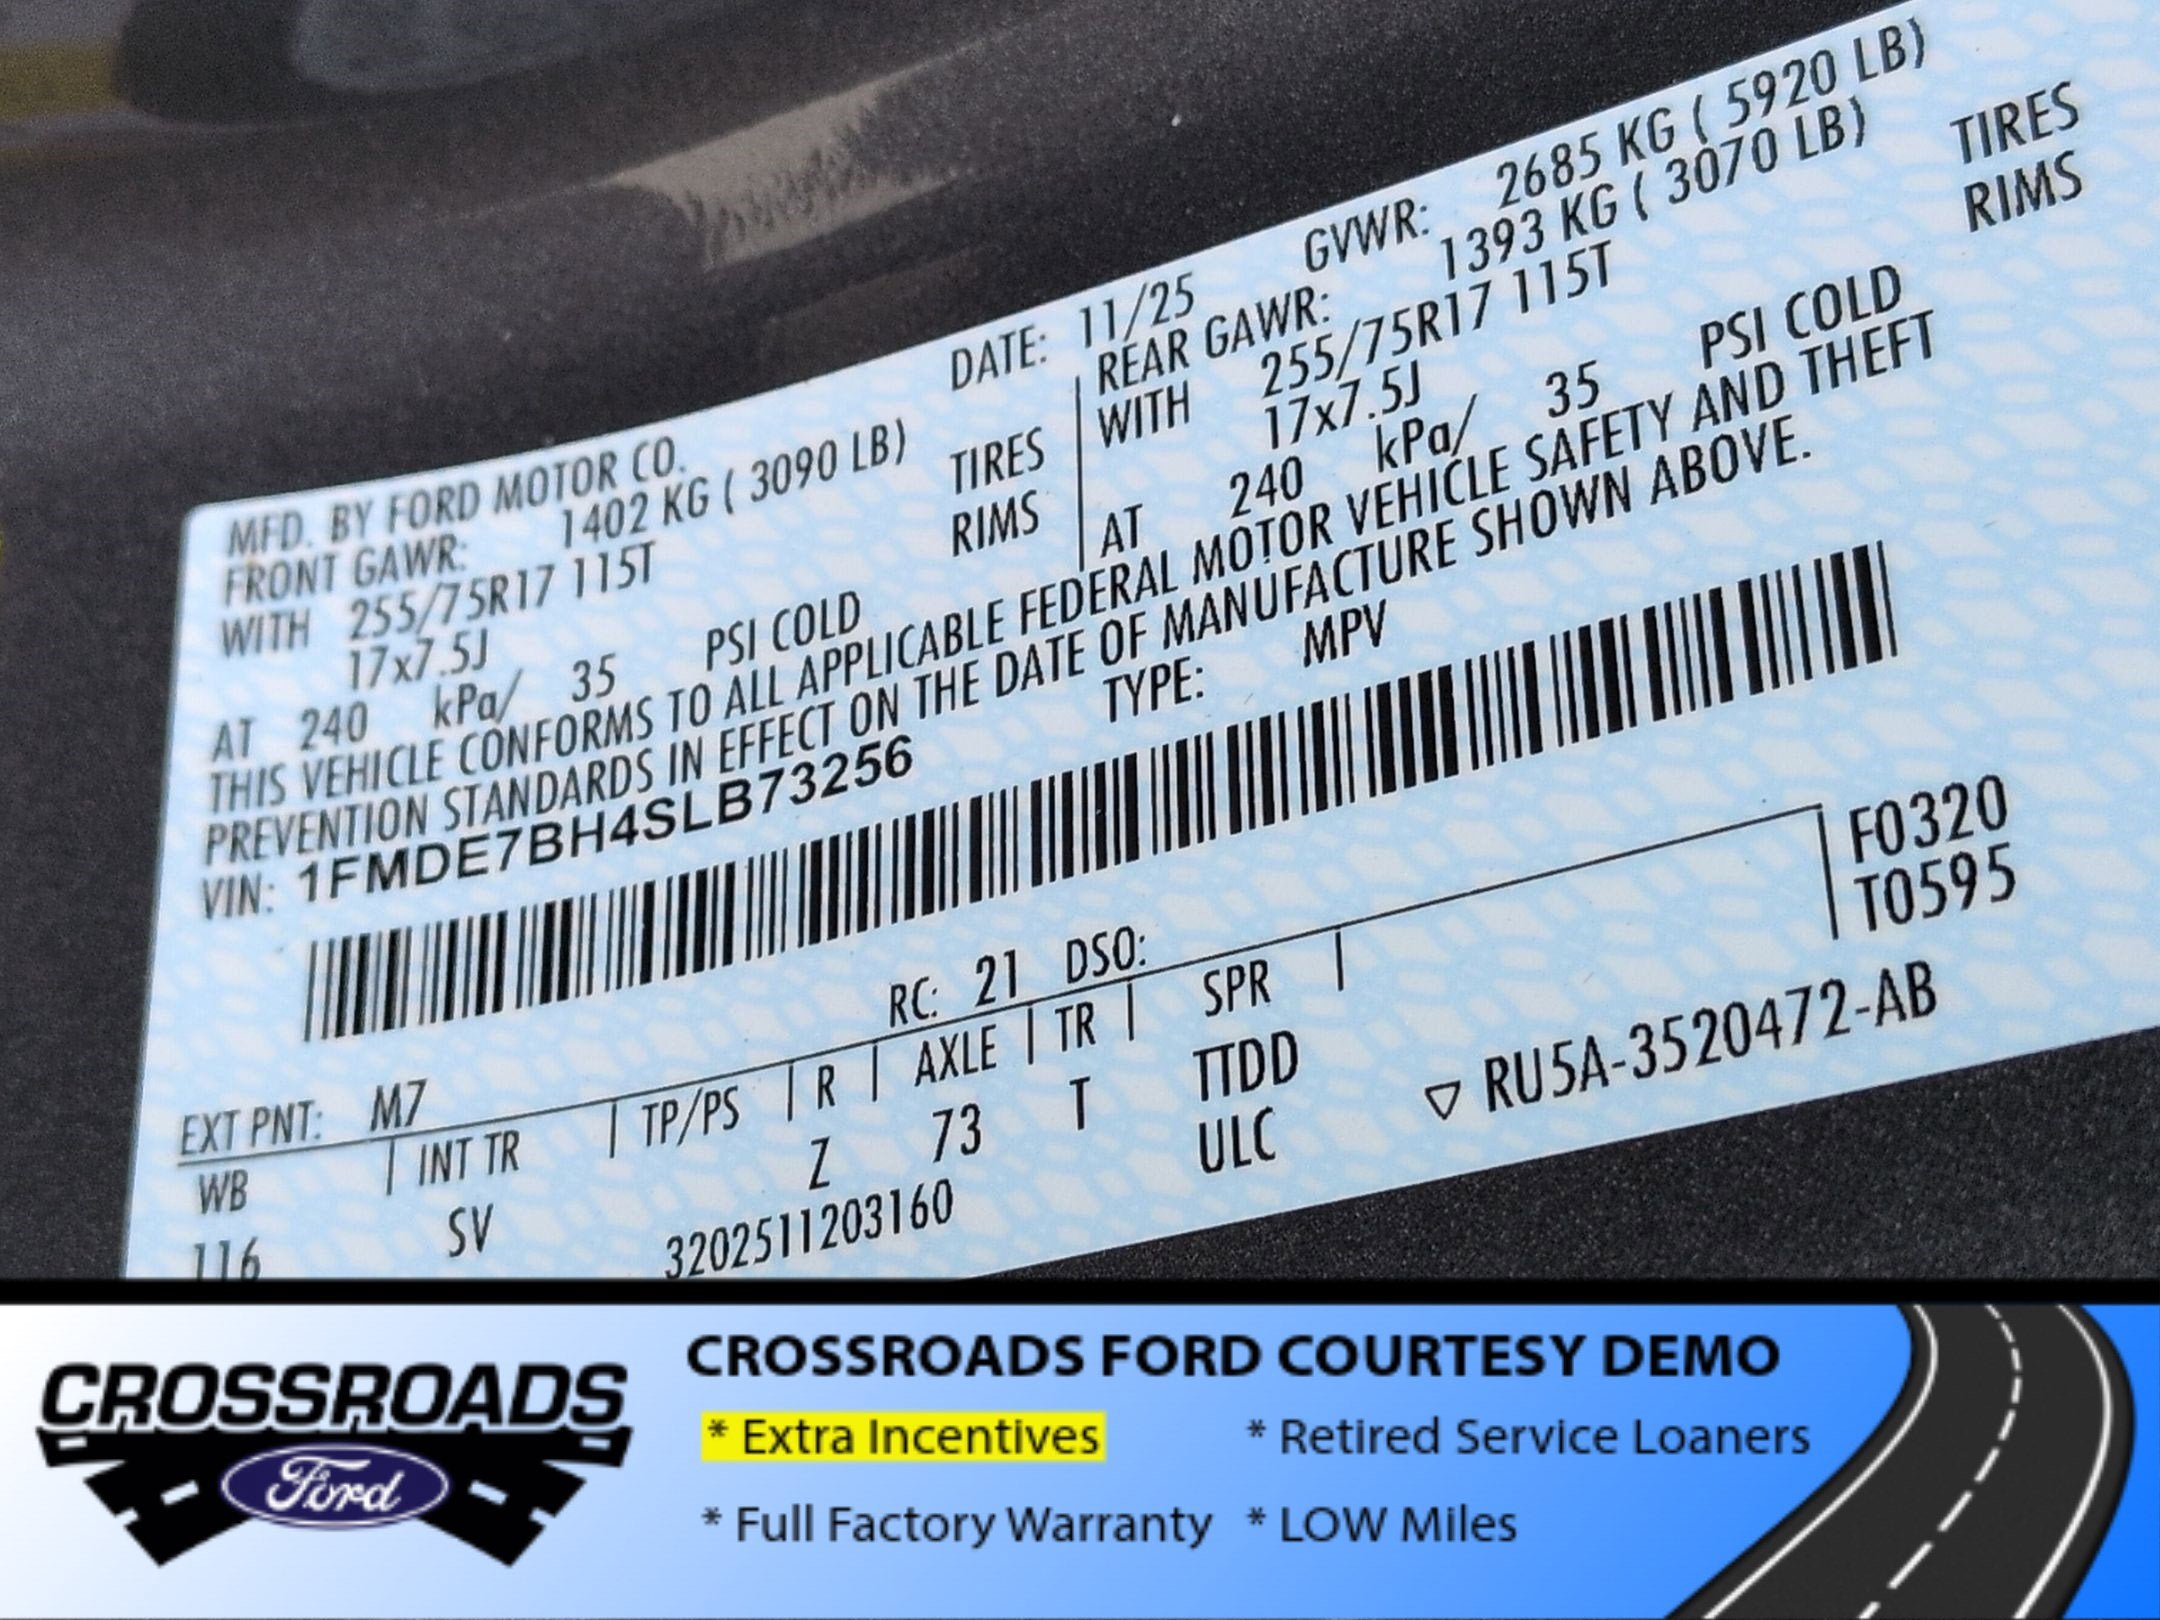 MFD. BY FORD MOTOR CO. DATE: 11/25 GVWR: 2685 KG ( 5920 LB)
FRONT GAWR: 1402 KG ( 3090 LB) REAR GAWR: 1393 KG ( 3070 LB)
WITH 255/75R17 115T TIRES WITH 255/75R17 115T TIRES
17x7.5J RIMS 17x7.5J RIMS
AT 240 kPa/ 35 PSI COLD AT 240 kPa/ 35 PSI COLD
THIS VEHICLE CONFORMS TO ALL APPLICABLE FEDERAL MOTOR VEHICLE SAFETY AND THEFT
PREVENTION STANDARDS IN EFFECT ON THE DATE OF MANUFACTURE SHOWN ABOVE.
VIN: 1FMDE7BH4SLB73256 TYPE: MPV
F0320
T0595
EXT PNT: M7 RC: 21 DSO:
WB INT TR TP/PS R AXLE TR SPR
116 SV Z 73 T TTDD
ULC
3202511203160
▽ RU5A-3520472-AB
CROSSROADS
Ford
CROSSROADS FORD COURTESY DEMO
* Extra Incentives * Retired Service Loaners
* Full Factory Warranty * LOW Miles